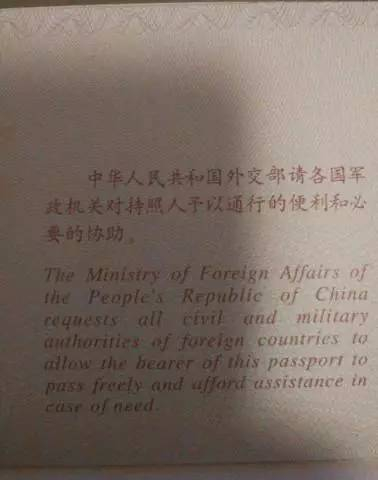 中华人民共和国外交部请各国军
政机关对持照人予以通行的便利和必
要的协助。
The Ministry of Foreign Affairs of
the People's Republic of China
requests all civil and military
authorities of foreign countries to
allow the bearer of this passport to
pass freely and afford assistance in
case of need.